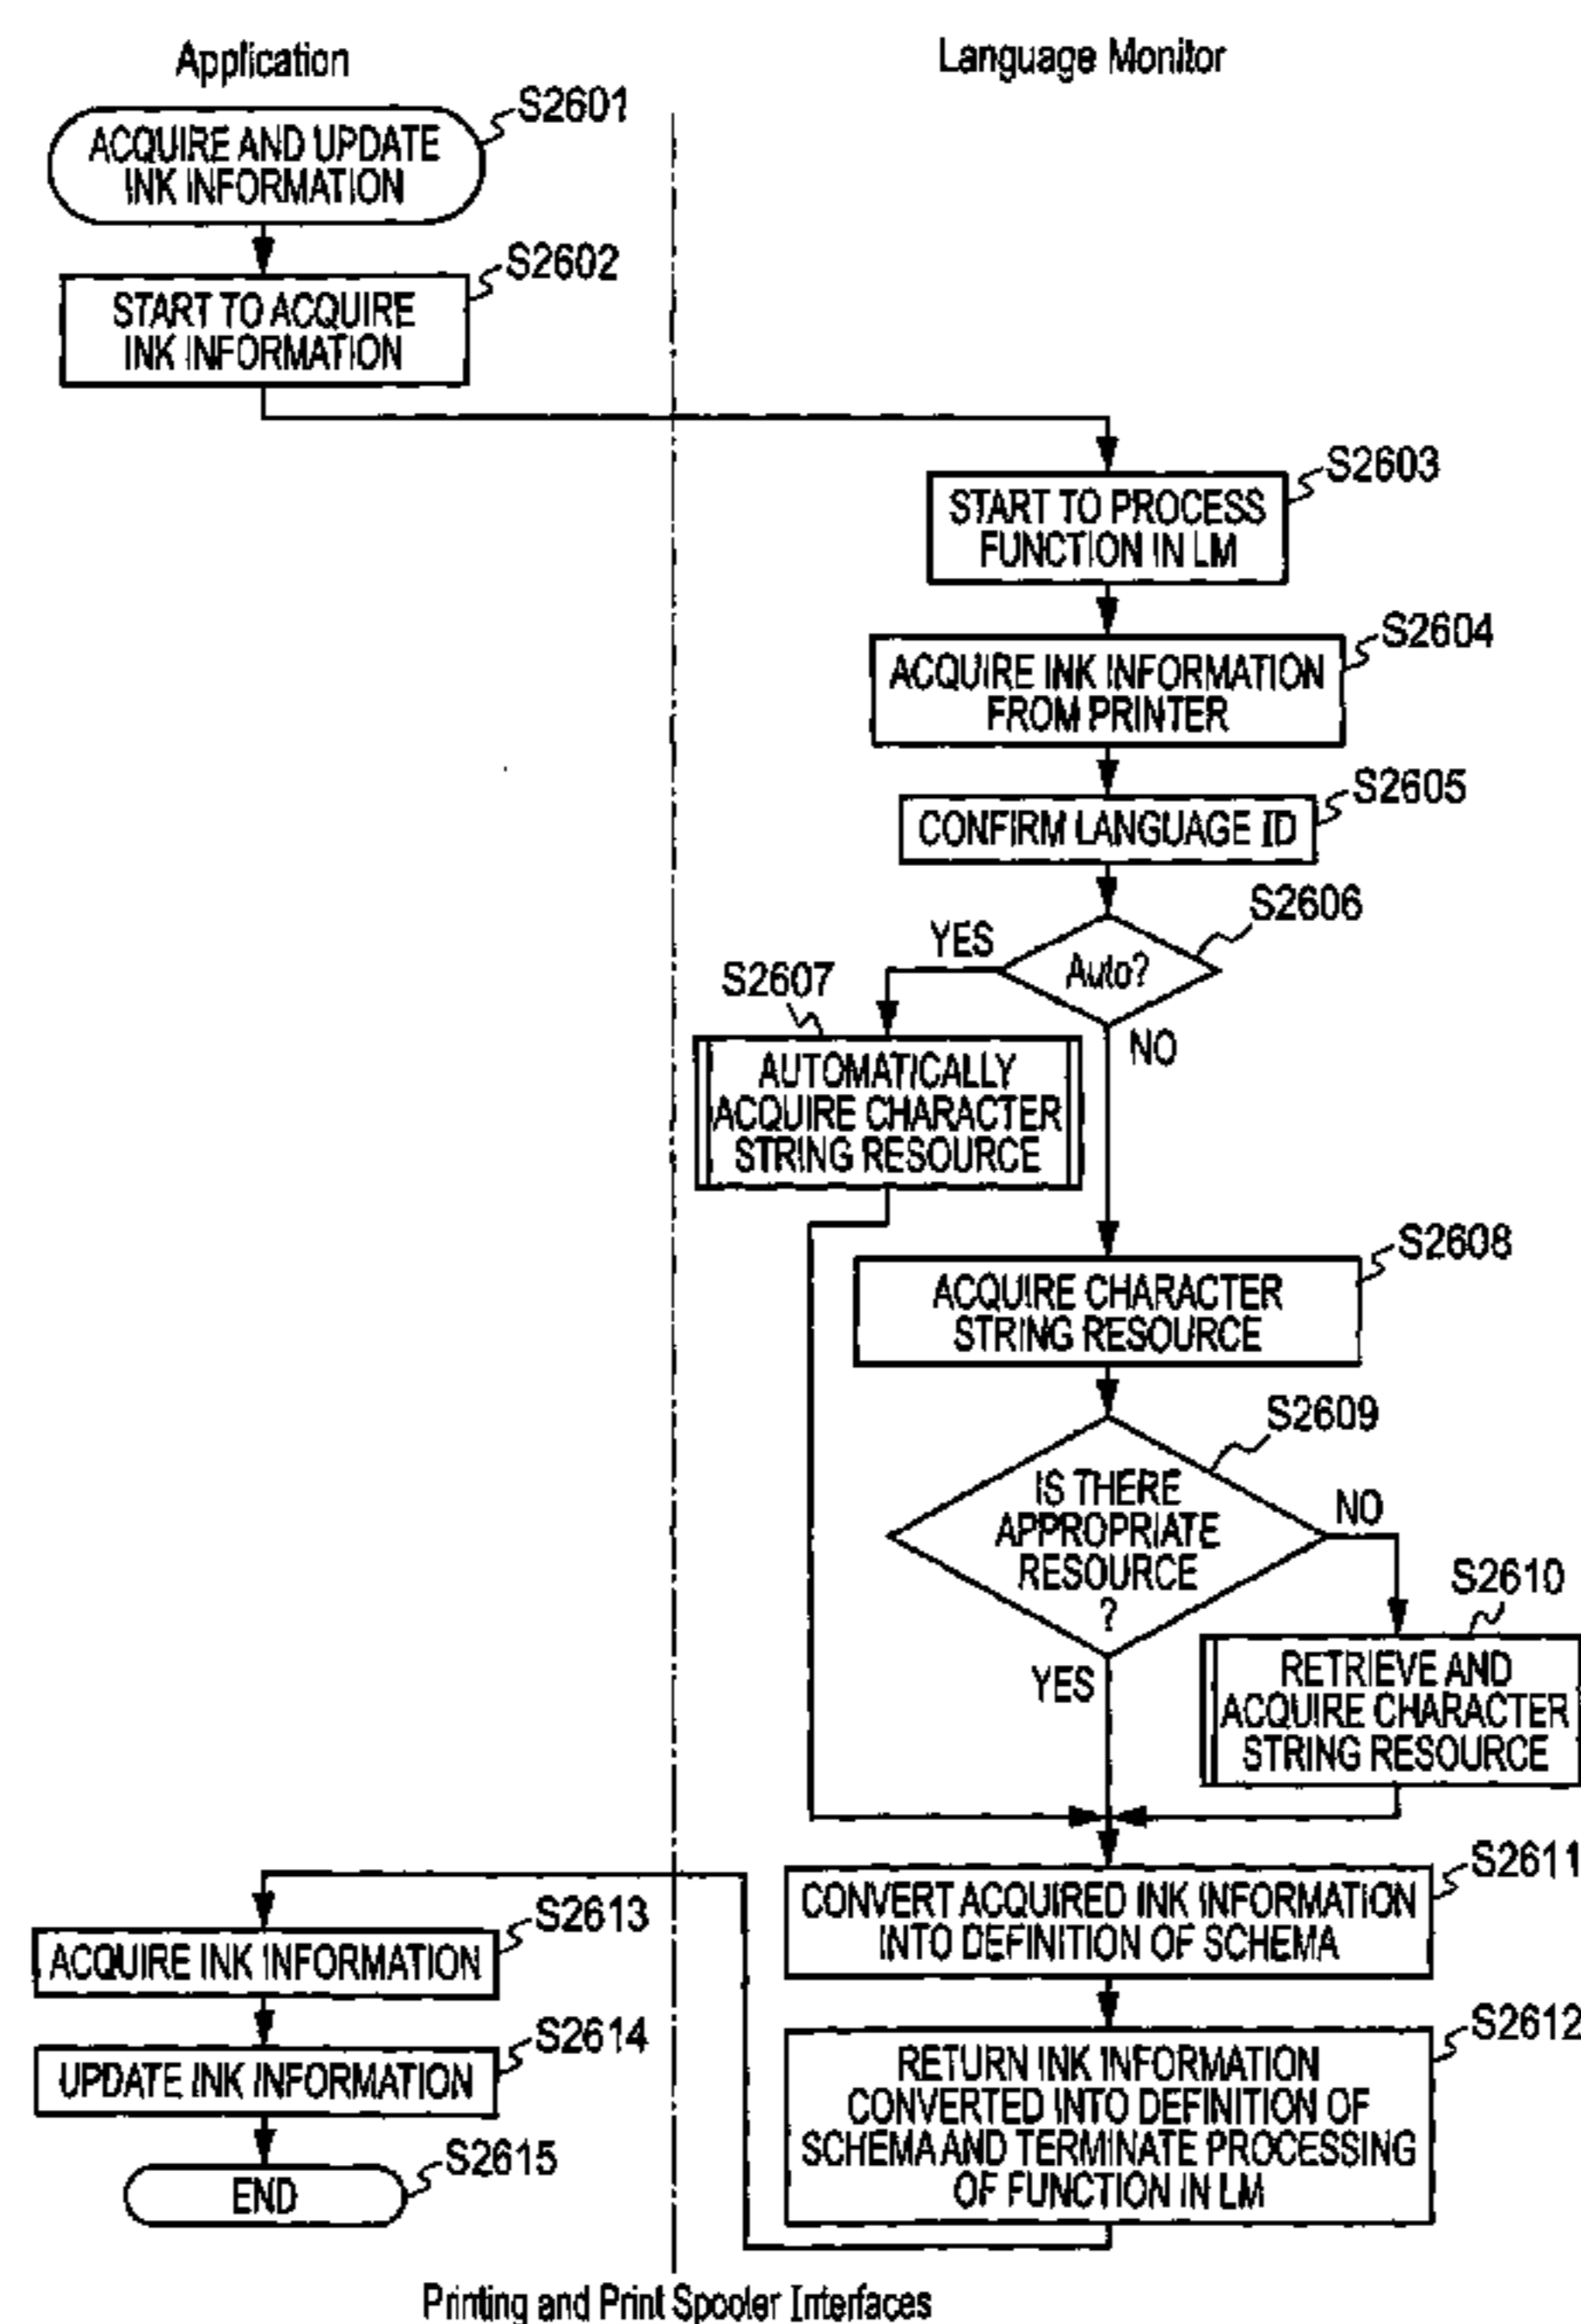 Application
Language Monitor
S2601
ACQUIRE AND UPDATE
INK INFORMATION
S2602
START TO ACQUIRE
INK INFORMATION
S2603
START TO PROCESS
FUNCTION IN LM
S2604
ACQUIRE INK INFORMATION
FROM PRINTER
S2605
CONFIRM LANGUAGE ID
S2606
YES
Auto?
NO
S2607
AUTOMATICALLY
ACQUIRE CHARACTER
STRING RESOURCE
S2608
ACQUIRE CHARACTER
STRING RESOURCE
S2609
IS THERE
APPROPRIATE
RESOURCE
?
NO
YES
S2610
RETRIEVE AND
ACQUIRE CHARACTER
STRING RESOURCE
S2611
CONVERT ACQUIRED INK INFORMATION
INTO DEFINITION OF SCHEMA
S2612
RETURN INK INFORMATION
CONVERTED INTO DEFINITION OF
SCHEMA AND TERMINATE PROCESSING
OF FUNCTION IN LM
S2613
ACQUIRE INK INFORMATION
S2614
UPDATE INK INFORMATION
S2615
END
Printing and Print Spooler Interfaces